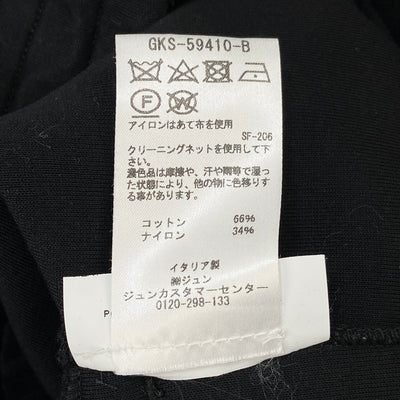 GKS-59410-B
F
W
アイロンはあて布を使用
SF-206
クリーニングネットを使用して下さい。
濃色品は摩擦や、汗や雨等で湿った
状態により、他の物に色移りする
場合が有ります。
コットン 66%
ナイロン 34%
イタリア製
㈱ジュン
ジュンカスタマーセンター
0120-298-133
P